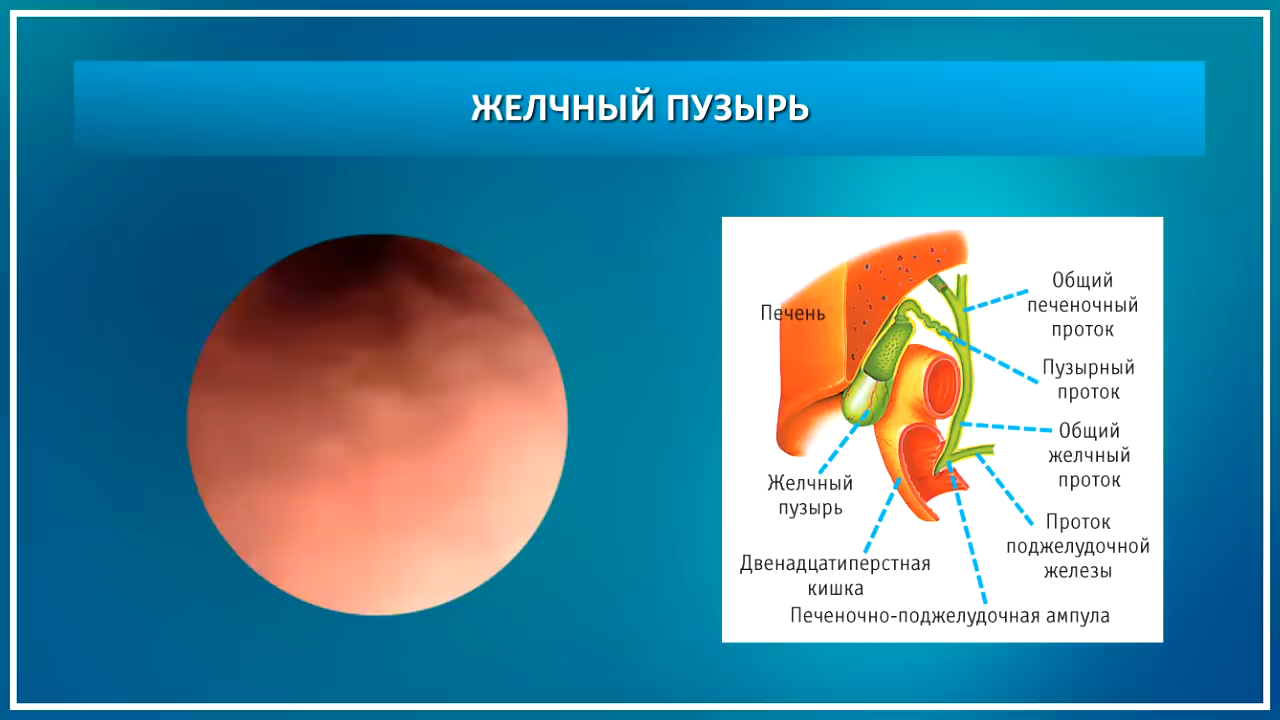 ЖЕЛЧНЫЙ ПУЗЫРЬ
Печень
Общий
печеночный
проток
Пузырный
проток
Общий
желчный
проток
Желчный
пузырь
Проток
поджелудочной
железы
Двенадцатиперстная
кишка
Печеночно-поджелудочная ампула